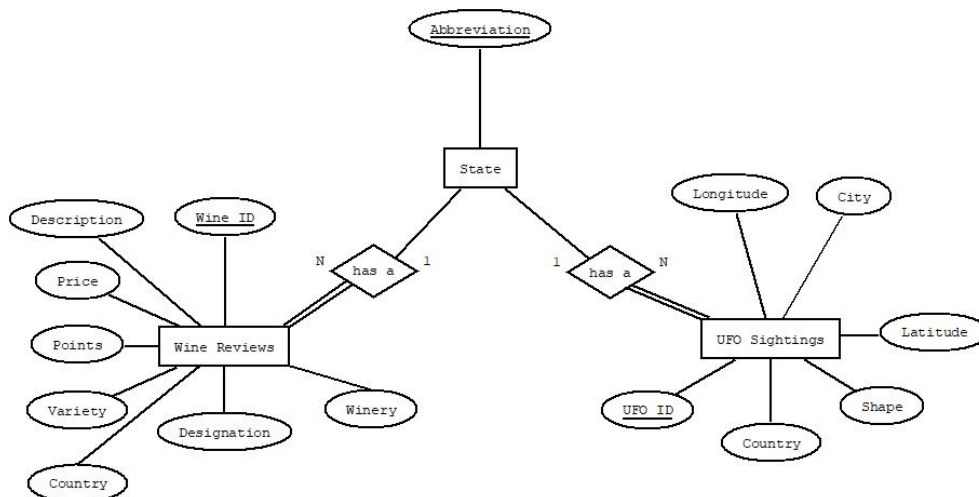 Abbreviation
State
Longitude
City
Description
Wine ID
N
has a
1
1
has a
N
Price
Points
Wine Reviews
UFO Sightings
Latitude
Variety
Designation
Winery
UFO ID
Shape
Country
Country